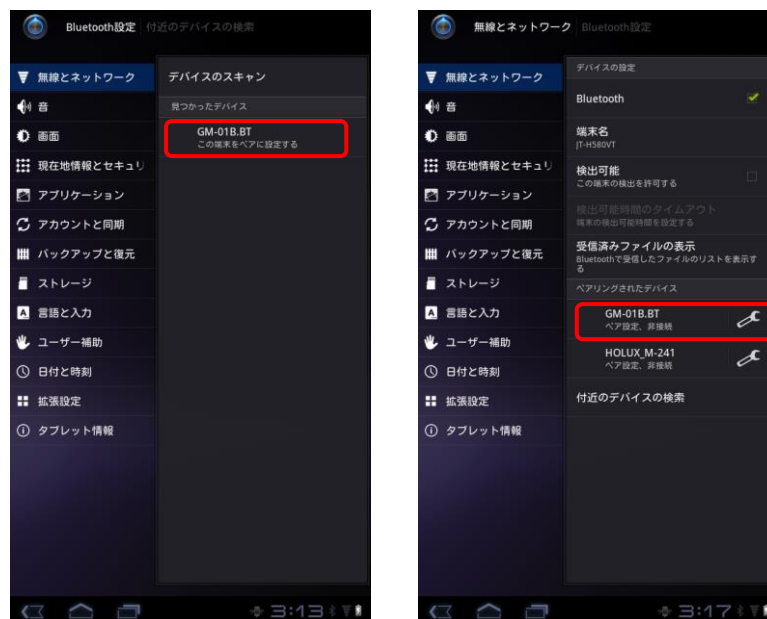 Bluetooth設定 付近のデバイスの検索
無線とネットワーク
音
画面
現在地情報とセキュリ
アプリケーション
アカウントと同期
バックアップと復元
ストレージ
言語と入力
ユーザー補助
日付と時刻
拡張設定
タブレット情報
デバイスのスキャン
見つかったデバイス
GM-01B.BT
この端末をペアに設定する
3:13
無線とネットワーク Bluetooth設定
無線とネットワーク
音
画面
現在地情報とセキュリ
アプリケーション
アカウントと同期
バックアップと復元
ストレージ
言語と入力
ユーザー補助
日付と時刻
拡張設定
タブレット情報
デバイスの設定
Bluetooth
端末名
JT-H580VT
検出可能
この端末の検出を許可する
検出可能時間のタイムアウト
端末の検出可能時間を設定する
受信済みファイルの表示
Bluetoothで受信したファイルのリストを表示す
る
ペアリングされたデバイス
GM-01B.BT
ペア設定、非接続
HOLUX_M-241
ペア設定、非接続
付近のデバイスの検索
3:17